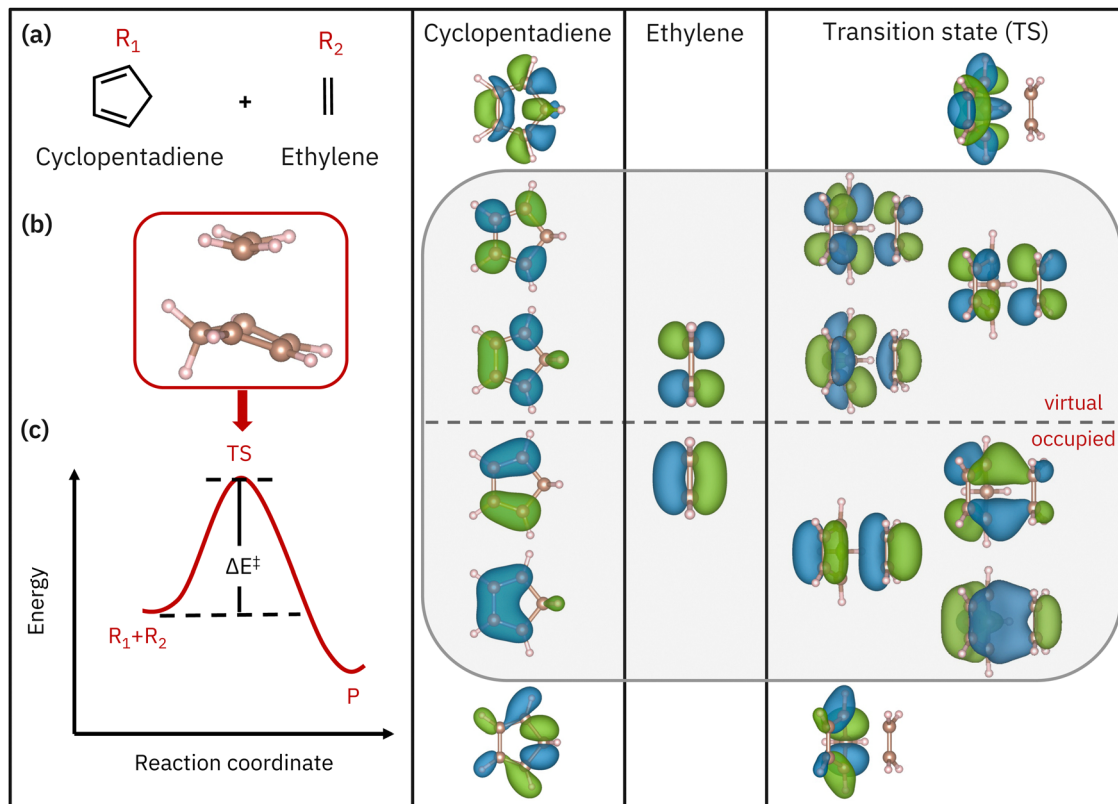 (a)
R₁
R₂
+
Cyclopentadiene
Ethylene
(b)
(c)
TS
ΔE‡
Energy
R₁+R₂
P
Reaction coordinate
Cyclopentadiene
Ethylene
Transition state (TS)
virtual
occupied